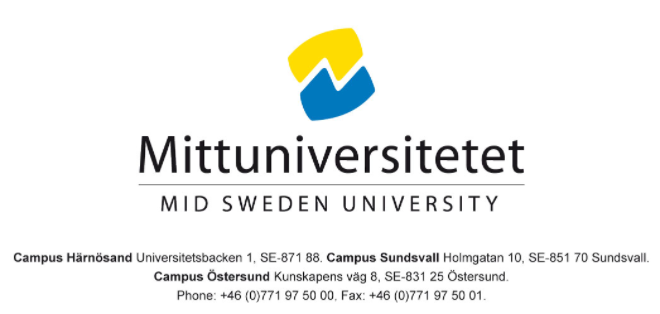 Mittuniversitetet
MID SWEDEN UNIVERSITY
Campus Härnösand Universitetsbacken 1, SE-871 88. Campus Sundsvall Holmgatan 10, SE-851 70 Sundsvall.
Campus Östersund Kunskapens väg 8, SE-831 25 Östersund.
Phone: +46 (0)771 97 50 00, Fax: +46 (0)771 97 50 01.